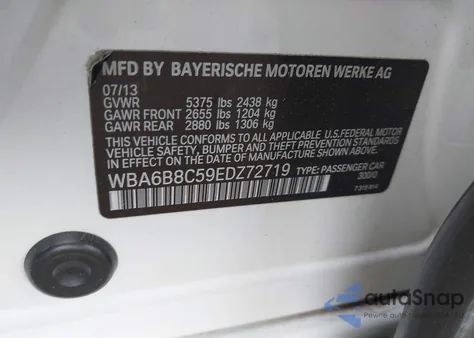 MFD BY BAYERISCHE MOTOREN WERKE AG
07/13
GVWR 5375 lbs 2438 kg
GAWR FRONT 2655 lbs 1204 kg
GAWR REAR 2880 lbs 1306 kg
THIS VEHICLE CONFORMS TO ALL APPLICABLE U.S.FEDERAL MOTOR
VEHICLE SAFETY, BUMPER, AND THEFT PREVENTION STANDARDS
IN EFFECT ON THE DATE OF MANUFACTURE SHOWN ABOVE.
WBA6B8C59EDZ72719 TYPE: PASSENGER CAR
autoSnap
Pewne auto